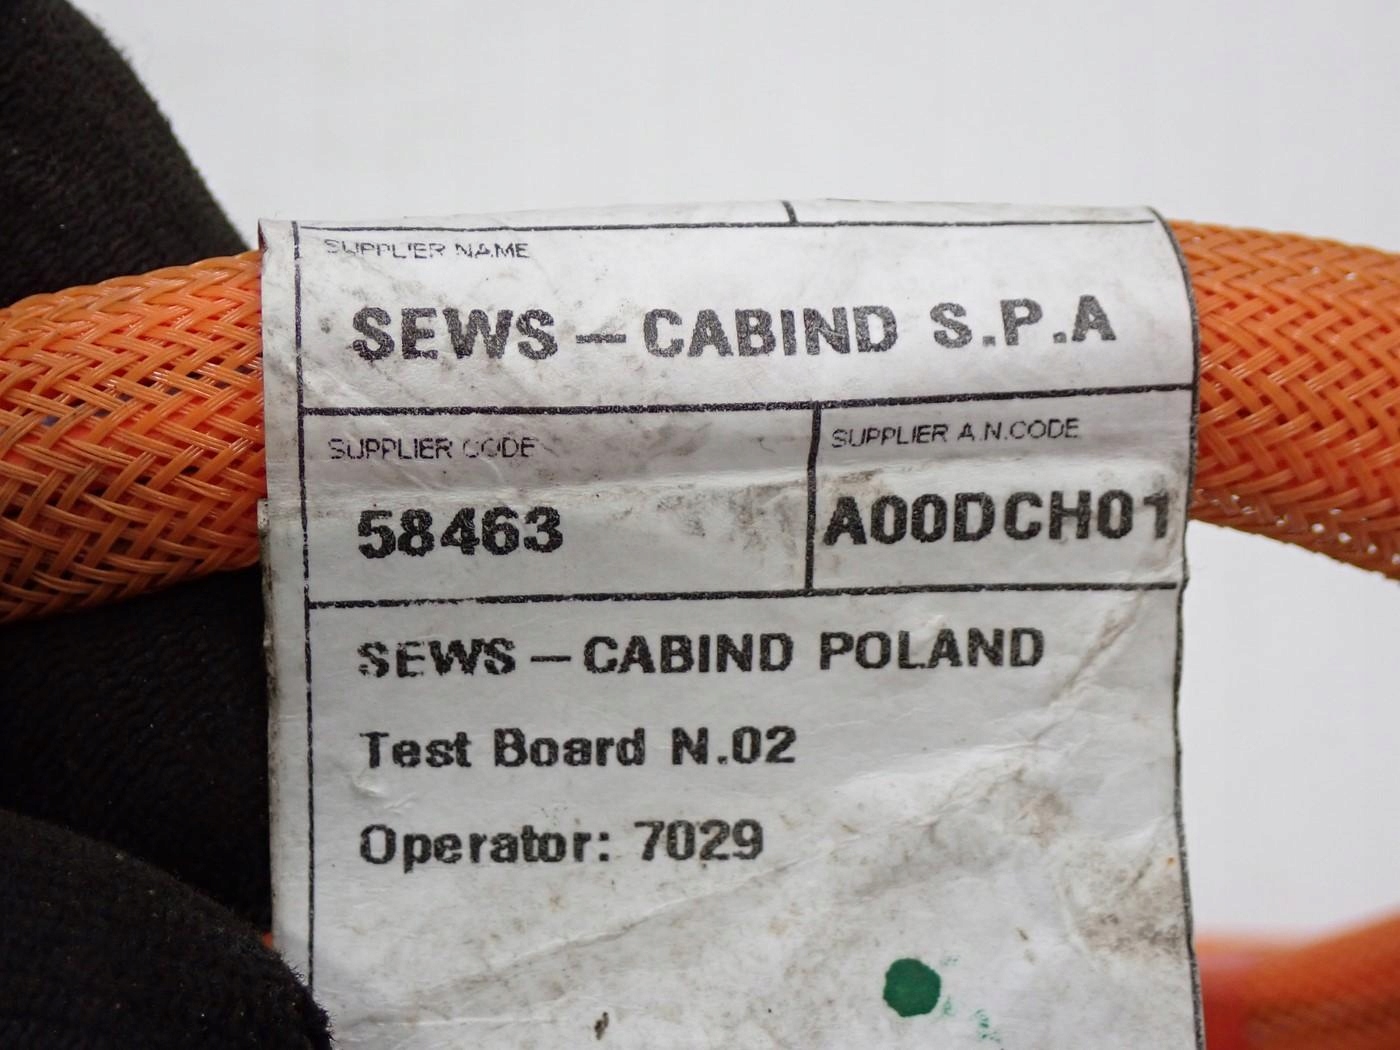 SUPPLIER NAME
SEWS-CABIND S.P.A
SUPPLIER CODE
SUPPLIER A.N.CODE
58463
A00DCH01
SEWS-CABIND POLAND
Test Board N.02
Operator: 7029